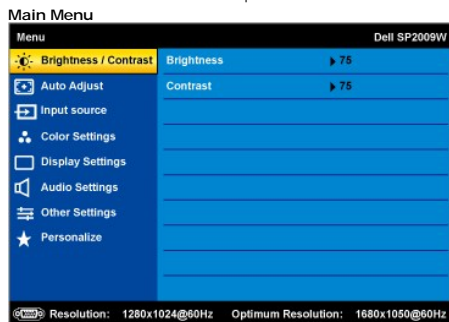 Main Menu
Menu Dell SP2009W
Brightness / Contrast Brightness 75
Auto Adjust Contrast 75
Input source
Color Settings
Display Settings
Audio Settings
Other Settings
Personalize
Resolution: 1280x1024@60Hz Optimum Resolution: 1680x1050@60Hz